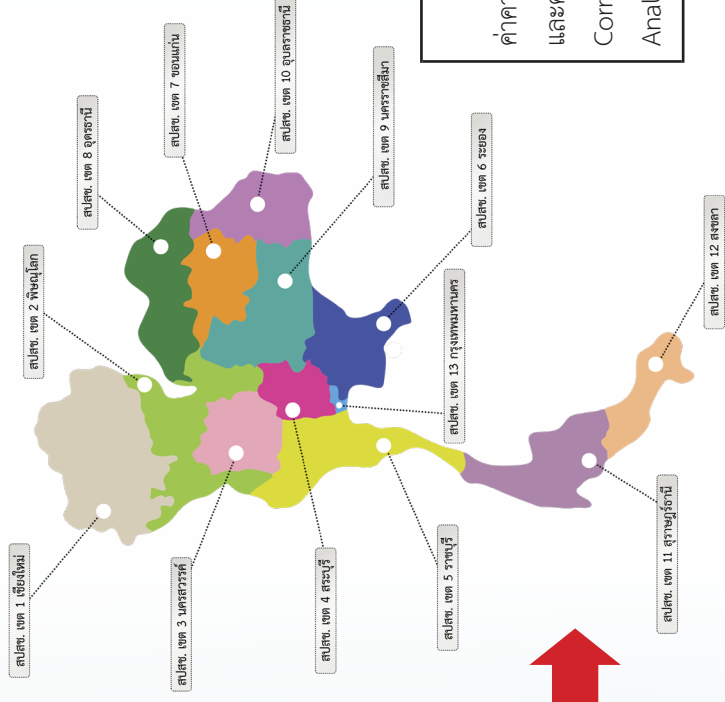 สปสช. เขต 1 เชียงใหม่
สปสช. เขต 2 พิษณุโลก
สปสช. เขต 3 นครสวรรค์
สปสช. เขต 4 สระบุรี
สปสช. เขต 5 ราชบุรี
สปสช. เขต 6 ระยอง
สปสช. เขต 7 ขอนแก่น
สปสช. เขต 8 อุดรธานี
สปสช. เขต 9 นครราชสีมา
สปสช. เขต 10 อุบลราชธานี
สปสช. เขต 11 สุราษฎร์ธานี
สปสช. เขต 12 สงขลา
สปสช. เขต 13 กรุงเทพมหานคร